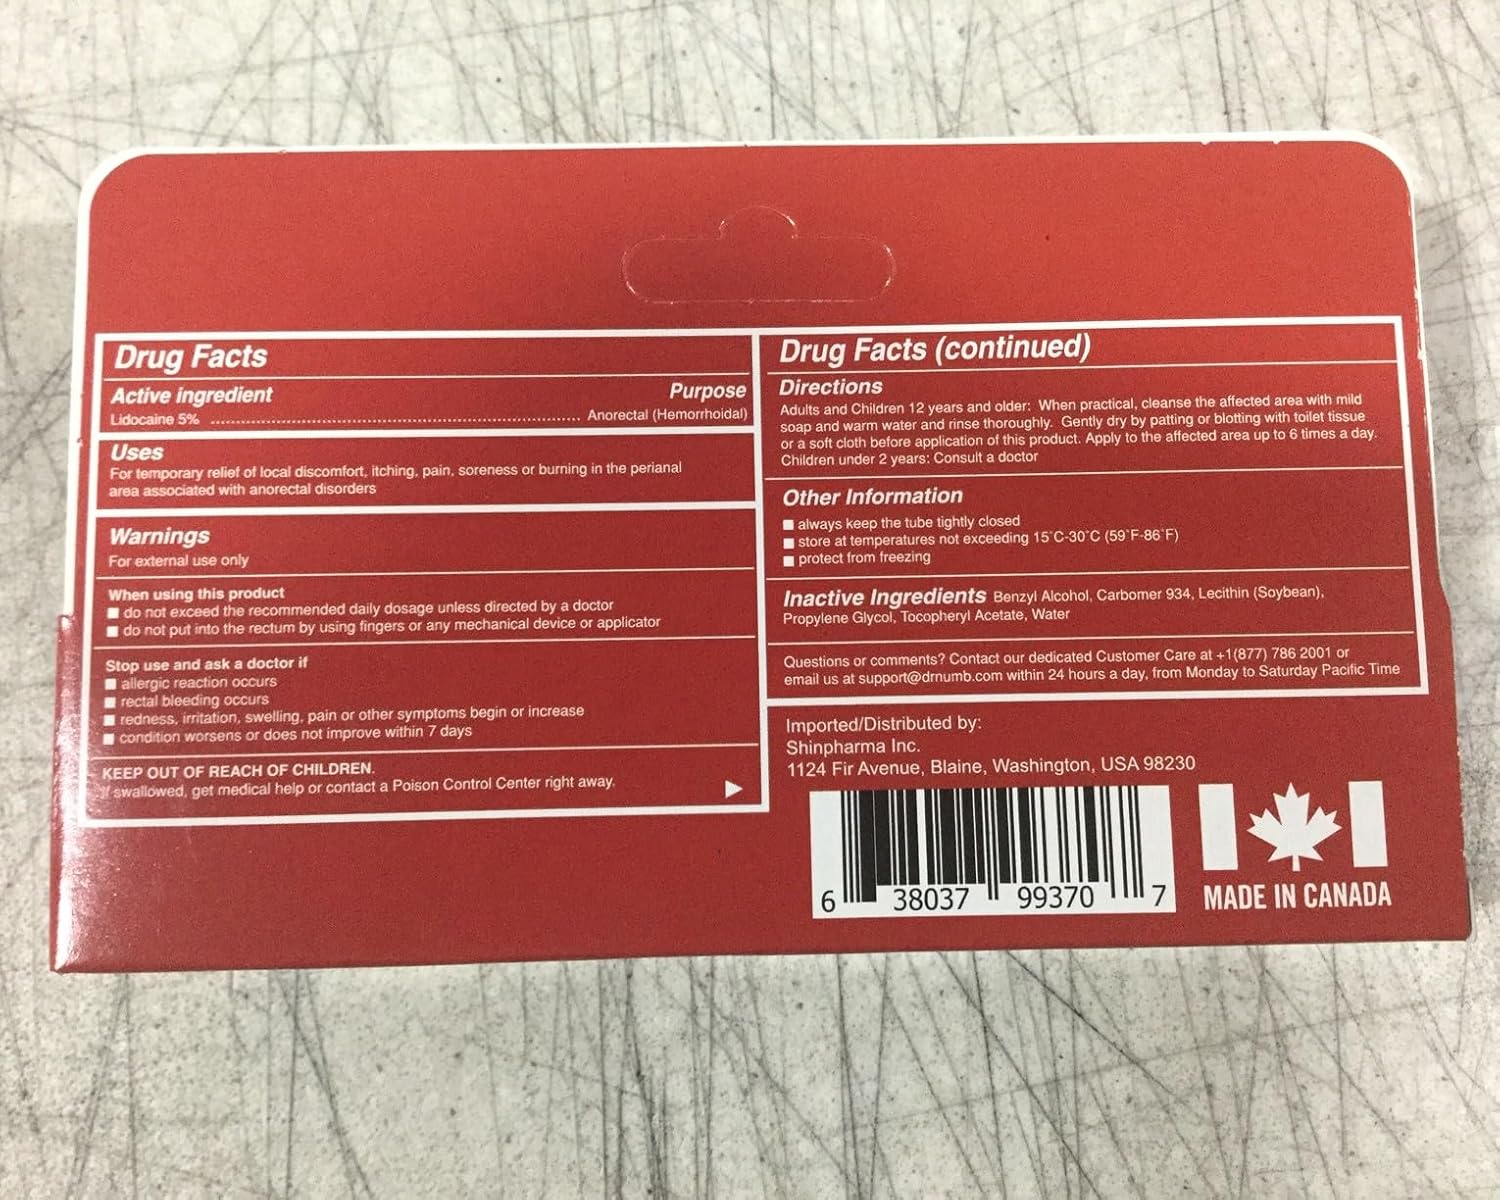 Drug Facts
Active ingredient Purpose
Lidocaine 5% ........................................ Anorectal (Hemorrhoidal)
Uses
For temporary relief of local discomfort, itching, pain, soreness or burning in the perianal
area associated with anorectal disorders
Warnings
For external use only
When using this product
■ do not exceed the recommended daily dosage unless directed by a doctor
■ do not put into the rectum by using fingers or any mechanical device or applicator
Stop use and ask a doctor if
■ allergic reaction occurs
■ rectal bleeding occurs
■ redness, irritation, swelling, pain or other symptoms begin or increase
■ condition worsens or does not improve within 7 days
KEEP OUT OF REACH OF CHILDREN.
If swallowed, get medical help or contact a Poison Control Center right away.
Drug Facts (continued)
Directions
Adults and Children 12 years and older: When practical, cleanse the affected area with mild
soap and warm water and rinse thoroughly. Gently dry by patting or blotting with toilet tissue
or a soft cloth before application of this product. Apply to the affected area up to 6 times a day.
Children under 2 years: Consult a doctor
Other Information
■ always keep the tube tightly closed
■ store at temperatures not exceeding 15˚C-30˚C (59˚F-86˚F)
■ protect from freezing
Inactive Ingredients Benzyl Alcohol, Carbomer 934, Lecithin (Soybean),
Propylene Glycol, Tocopheryl Acetate, Water
Questions or comments? Contact our dedicated Customer Care at +1(877) 786 2001 or
email us at support@drnumb.com within 24 hours a day, from Monday to Saturday Pacific Time
Imported/Distributed by:
Shinpharma Inc.
1124 Fir Avenue, Blaine, Washington, USA 98230
6 38037 99370 7
MADE IN CANADA